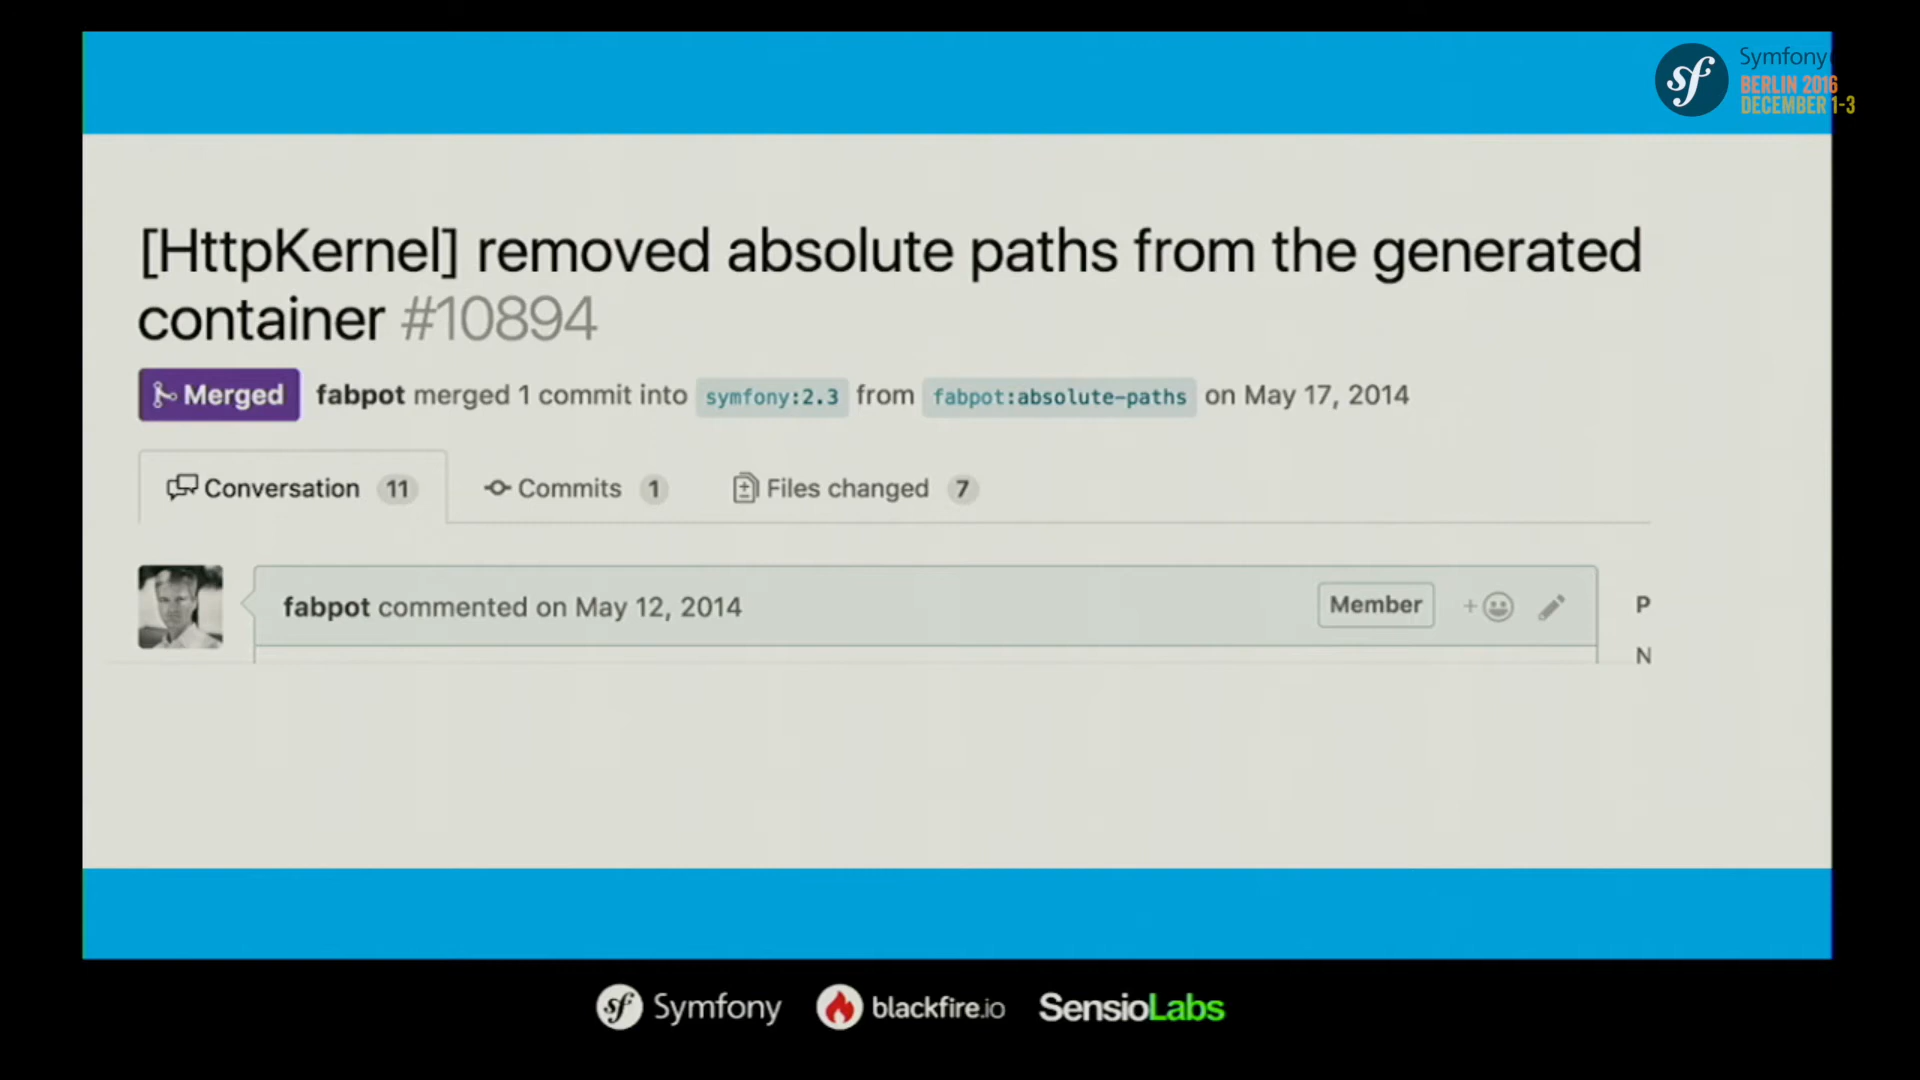 Symfony
BERLIN 2016
DECEMBER 1-3
[HttpKernel] removed absolute paths from the generated
container #10894
Merged fabpot merged 1 commit into symfony:2.3 from fabpot:absolute-paths on May 17, 2014
Conversation 11 Commits 1 Files changed 7
fabpot commented on May 12, 2014 Member + P
N
sf Symfony blackfire.io SensioLabs